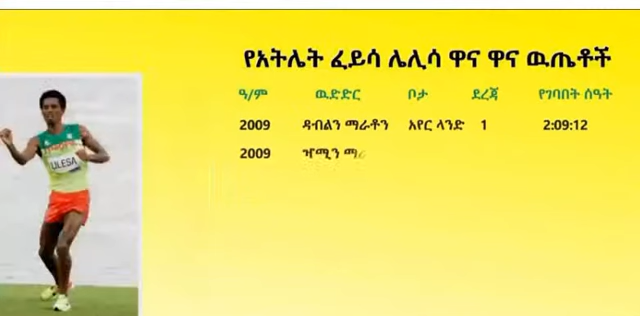 የአትሌት ፈይሳ ሌሊሳ ዋና ዋና ዉጤቶች
ዓ/ም ዉድድር ቦታ ደረጃ የገባበት ሰዓት
2009 ዳብልን ማራቶን አየር ላንድ 1 2:09:12
2009 ዣሚን
LILESA